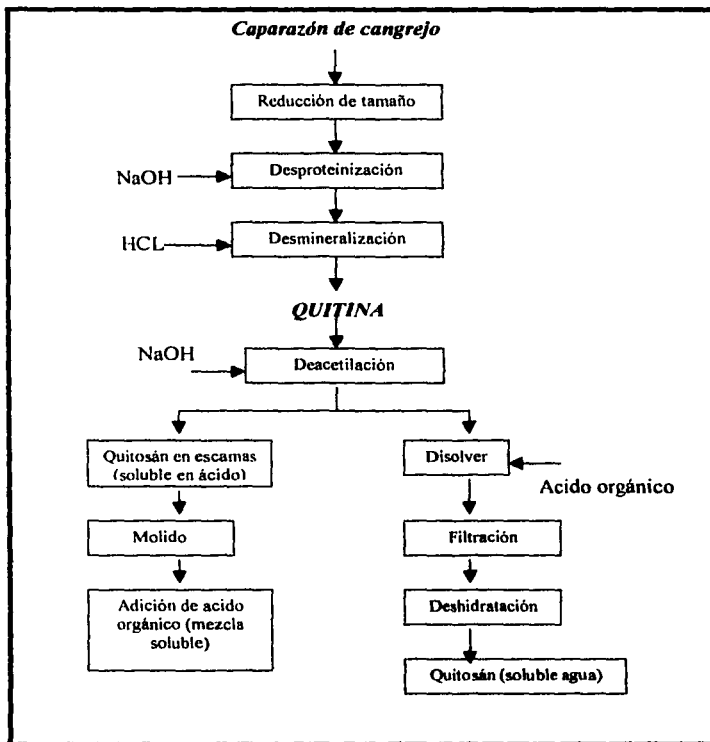 Caparazón de cangrejo
Reducción de tamaño
NaOH
Desproteinización
HCL
Desmineralización
QUITINA
NaOH
Deacetilación
Quitosán en escamas
(soluble en ácido)
Molido
Adición de acido
orgánico (mezcla
soluble)
Disolver
Acido orgánico
Filtración
Deshidratación
Quitosán (soluble agua)